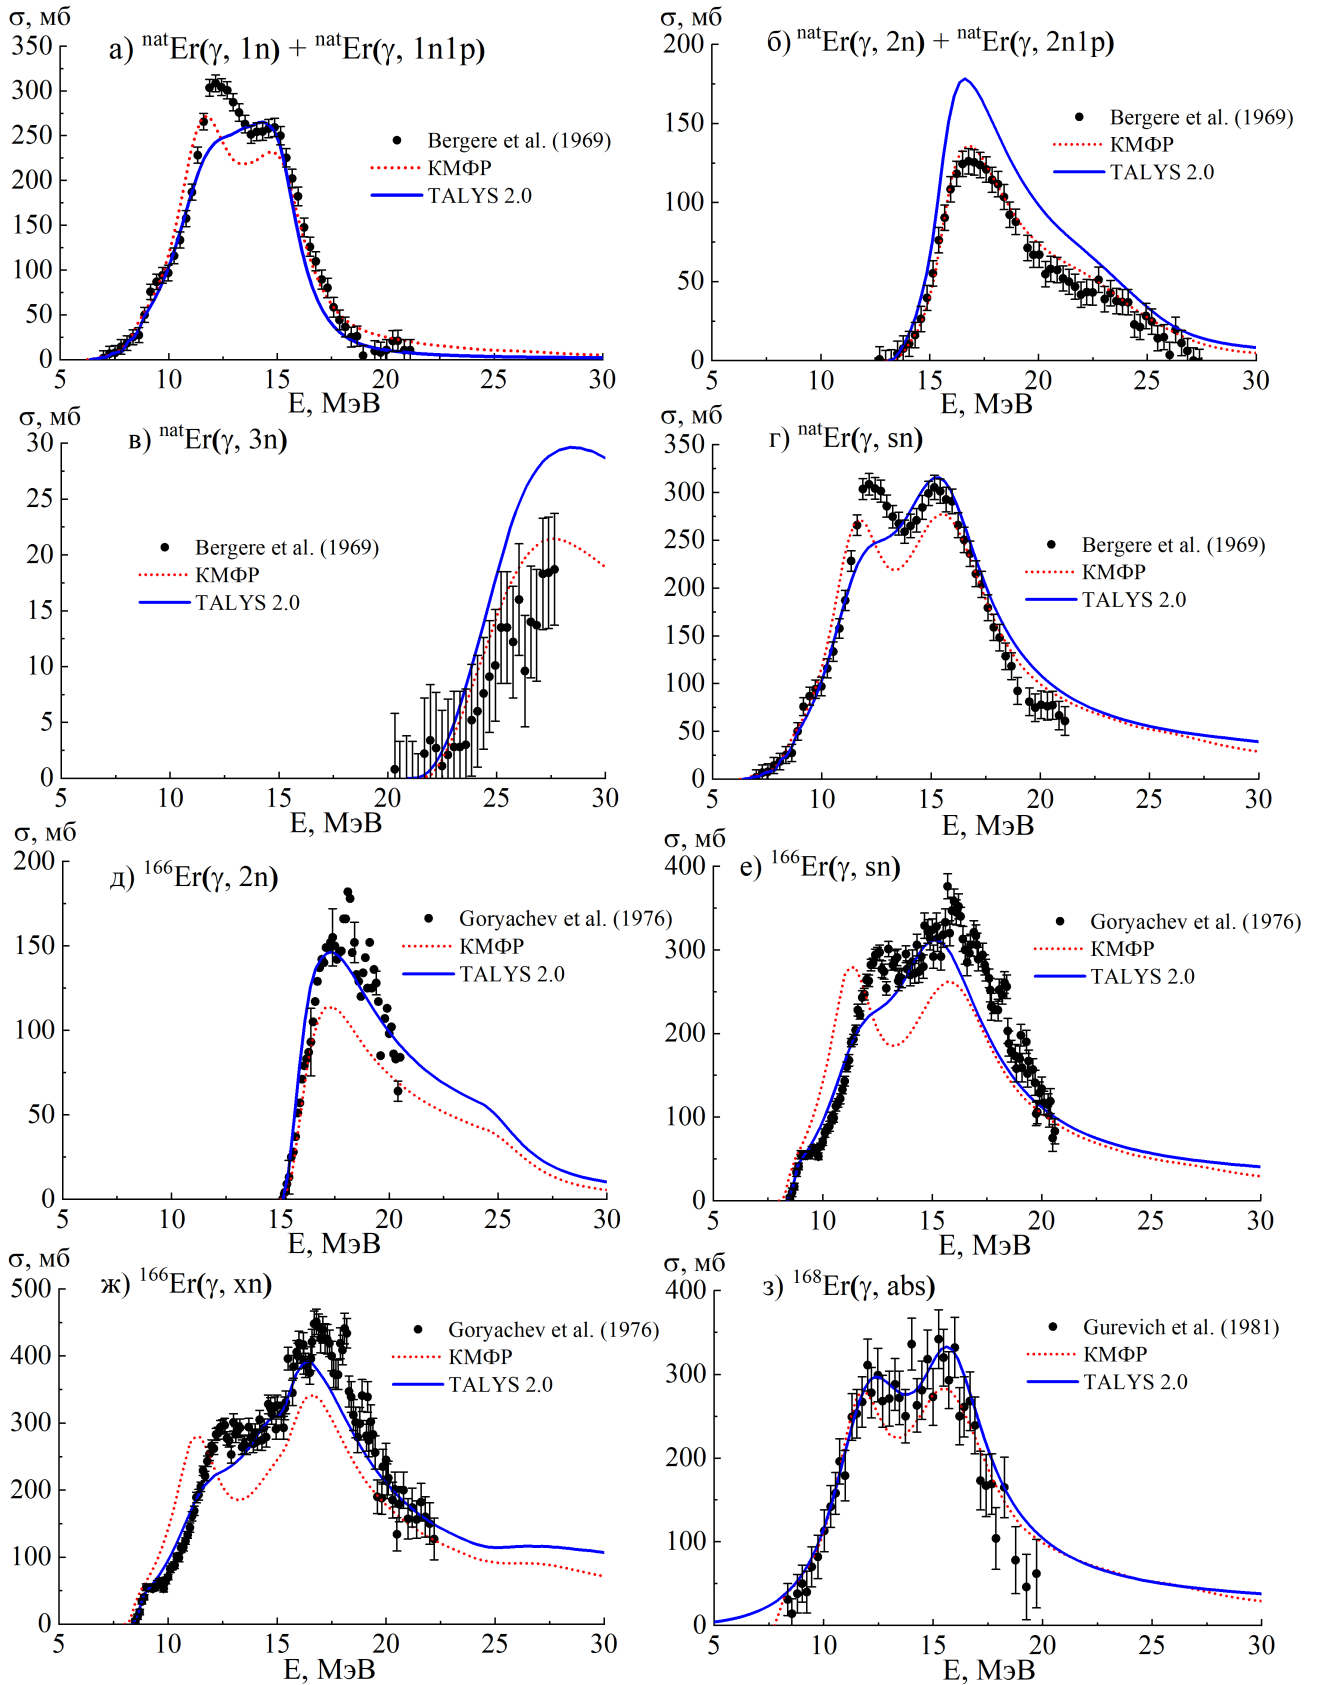 σ, мб
а) natEr(γ, 1n) + natEr(γ, 1n1p)
350
300
250
200
150
100
50
0
Bergere et al. (1969)
КМФР
TALYS 2.0
5 10 15 20 25 30
E, МэВ
σ, мб
б) natEr(γ, 2n) + natEr(γ, 2n1p)
200
150
100
50
0
Bergere et al. (1969)
КМФР
TALYS 2.0
5 10 15 20 25 30
E, МэВ
σ, мб
в) natEr(γ, 3n)
30
25
20
15
10
5
0
Bergere et al. (1969)
КМФР
TALYS 2.0
5 10 15 20 25 30
E, МэВ
σ, мб
г) natEr(γ, sn)
350
300
250
200
150
100
50
0
Bergere et al. (1969)
КМФР
TALYS 2.0
5 10 15 20 25 30
E, МэВ
σ, мб
д) 166Er(γ, 2n)
200
150
100
50
0
Goryachev et al. (1976)
КМФР
TALYS 2.0
5 10 15 20 25 30
E, МэВ
σ, мб
е) 166Er(γ, sn)
400
300
200
100
0
Goryachev et al. (1976)
КМФР
TALYS 2.0
5 10 15 20 25 30
E, МэВ
σ, мб
ж) 166Er(γ, xn)
500
400
300
200
100
0
Goryachev et al. (1976)
КМФР
TALYS 2.0
5 10 15 20 25 30
E, МэВ
σ, мб
з) 168Er(γ, abs)
400
300
200
100
0
Gurevich et al. (1981)
КМФР
TALYS 2.0
5 10 15 20 25 30
E, МэВ